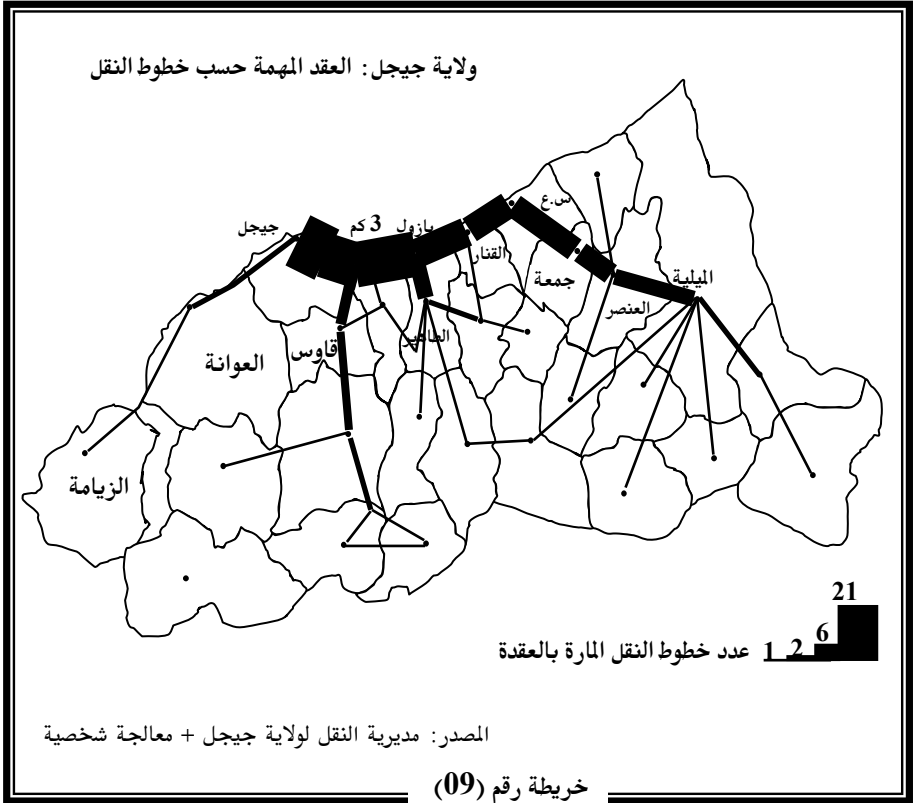 ولاية جيجل: العقد المهمة حسب خطوط النقل
س.ع
جيجل
3 كم
بازول
القنار
جمعة
الميلية
العنصر
الطاهير
قاوس
العوانة
الزيامة
21
6
2
1
عدد خطوط النقل المارة بالعقدة
المصدر: مديرية النقل لولاية جيجل + معالجة شخصية
خريطة رقم (09)